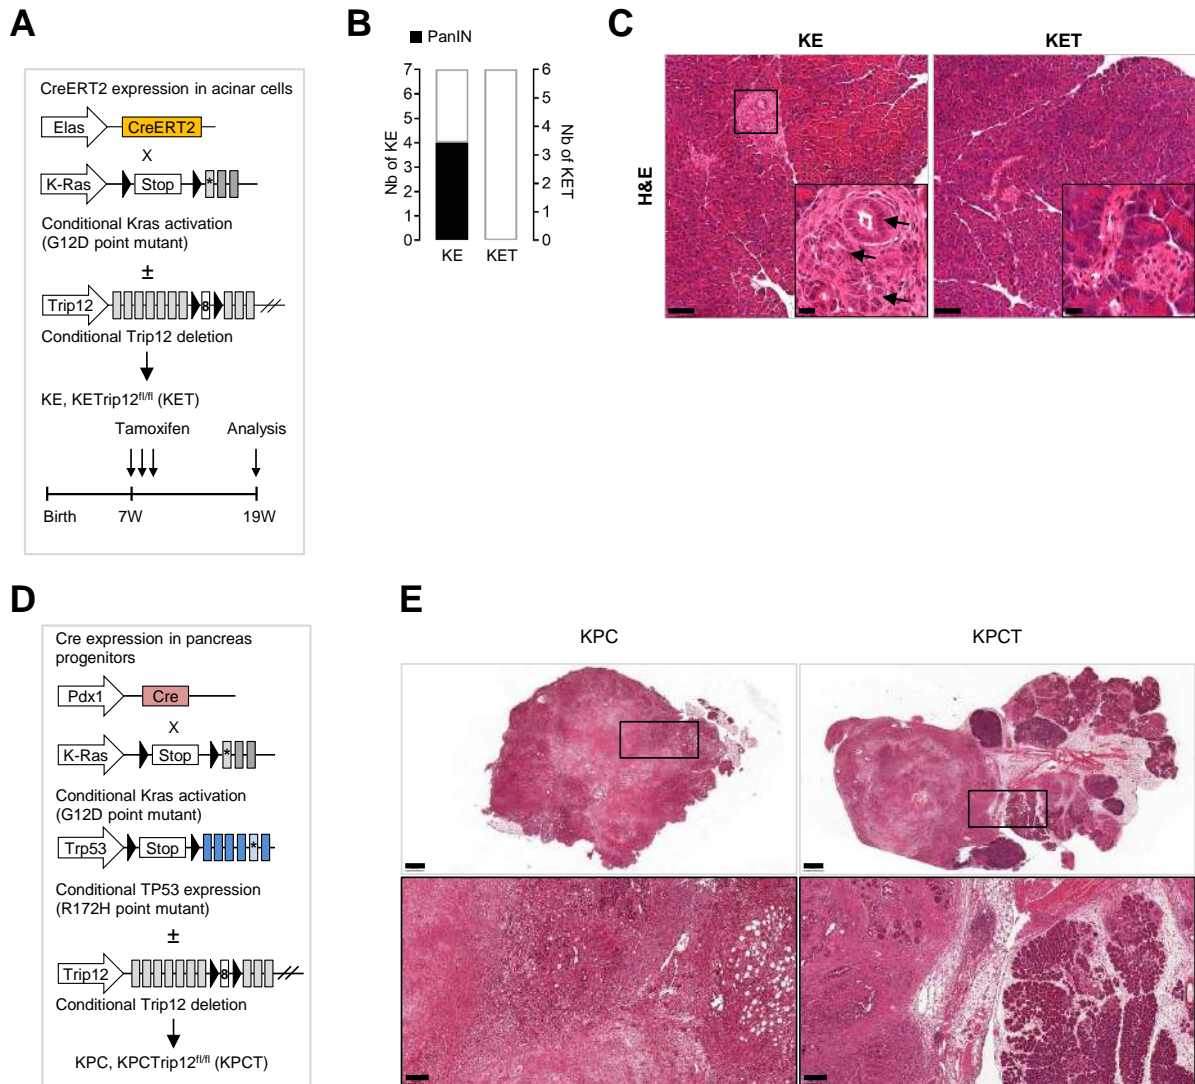 A
CreERT2 expression in acinar cells
Elas
CreERT2
X
K-Ras
Stop
*
Conditional Kras activation
(G12D point mutant)
±
Trip12
8
Conditional Trip12 deletion
KE, KETrip12fl/fl (KET)
Tamoxifen
Analysis
Birth
7W
19W
B
PanIN
7
6
5
4
3
2
1
0
Nb of KE
6
5
4
3
2
1
0
Nb of KET
KE
KET
C
KE
KET
H&E
D
Cre expression in pancreas
progenitors
Pdx1
Cre
X
K-Ras
Stop
*
Conditional Kras activation
(G12D point mutant)
Trp53
Stop
*
Conditional TP53 expression
(R172H point mutant)
±
Trip12
8
Conditional Trip12 deletion
KPC, KPCTrip12fl/fl (KPCT)
E
KPC
KPCT